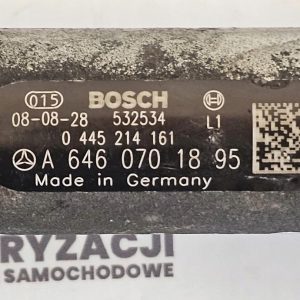 015 BOSCH
08-08-28 532534 L1
0 445 214 161
A 646 070 18 95
Made in Germany
RYZACJI
SAMOCHODOWE